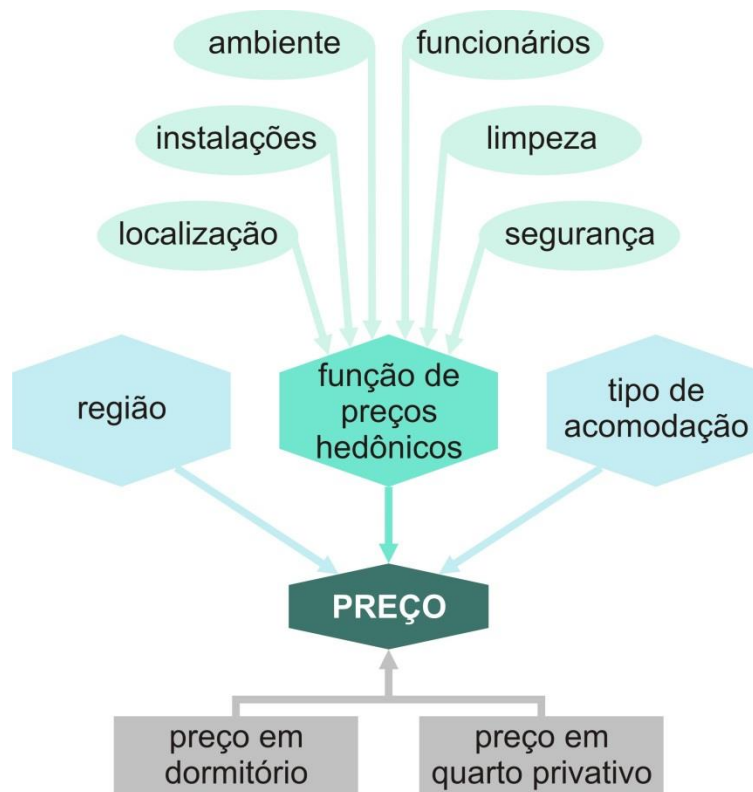 ambiente
funcionários
instalações
limpeza
localização
segurança
região
função de
preços
hedônicos
tipo de
acomodação
PREÇO
preço em
dormitório
preço em
quarto privativo